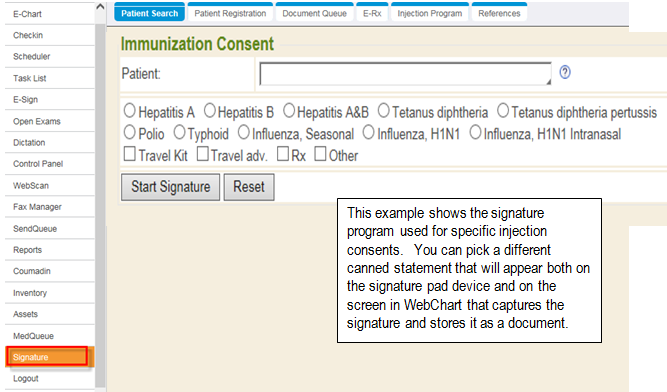 E-Chart
Checkin
Scheduler
Task List
E-Sign
Open Exams
Dictation
Control Panel
WebScan
Fax Manager
SendQueue
Reports
Coumadin
Inventory
Assets
MedQueue
Signature
Logout
Patient Search Patient Registration Document Queue E-Rx Injection Program References
Immunization Consent
Patient:
Hepatitis A Hepatitis B Hepatitis A&B Tetanus diphtheria Tetanus diphtheria pertussis
Polio Typhoid Influenza, Seasonal Influenza, H1N1 Influenza, H1N1 Intranasal
Travel Kit Travel adv. Rx Other
Start Signature Reset
This example shows the signature
program used for specific injection
consents. You can pick a different
canned statement that will appear both on
the signature pad device and on the
screen in WebChart that captures the
signature and stores it as a document.